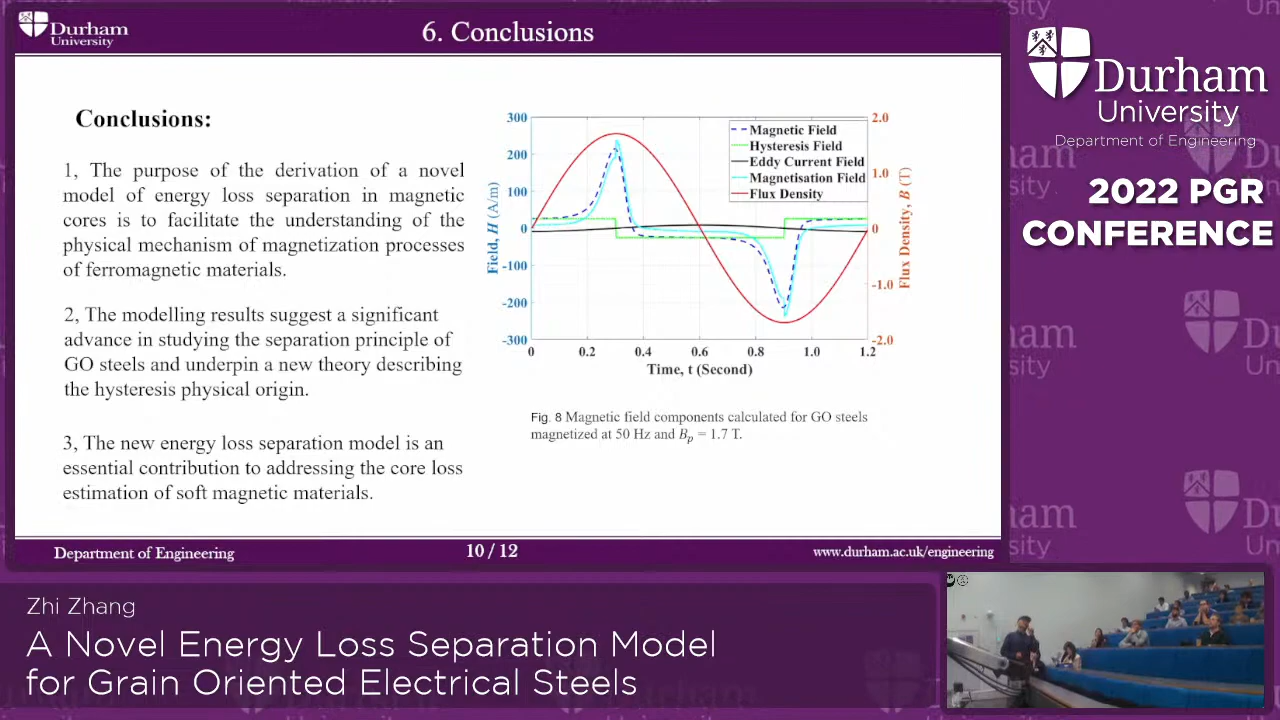 Durham
University
6. Conclusions
Conclusions:
1, The purpose of the derivation of a novel
model of energy loss separation in magnetic
cores is to facilitate the understanding of the
physical mechanism of magnetization processes
of ferromagnetic materials.
2, The modelling results suggest a significant
advance in studying the separation principle of
GO steels and underpin a new theory describing
the hysteresis physical origin.
3, The new energy loss separation model is an
essential contribution to addressing the core loss
estimation of soft magnetic materials.
300
200
100
0
-100
-200
-300
Field, H (A/m)
Magnetic Field
Hysteresis Field
Eddy Current Field
Magnetisation Field
Flux Density
2.0
1.0
0
-1.0
-2.0
Flux Density, B (T)
0 0.2 0.4 0.6 0.8 1.0 1.2
Time, t (Second)
Fig. 8 Magnetic field components calculated for GO steels
magnetized at 50 Hz and Bp = 1.7 T.
Department of Engineering
10 / 12
www.durham.ac.uk/engineering
Durham
University
Department of Engineering
2022 PGR
CONFERENCE
Zhi Zhang
A Novel Energy Loss Separation Model
for Grain Oriented Electrical Steels